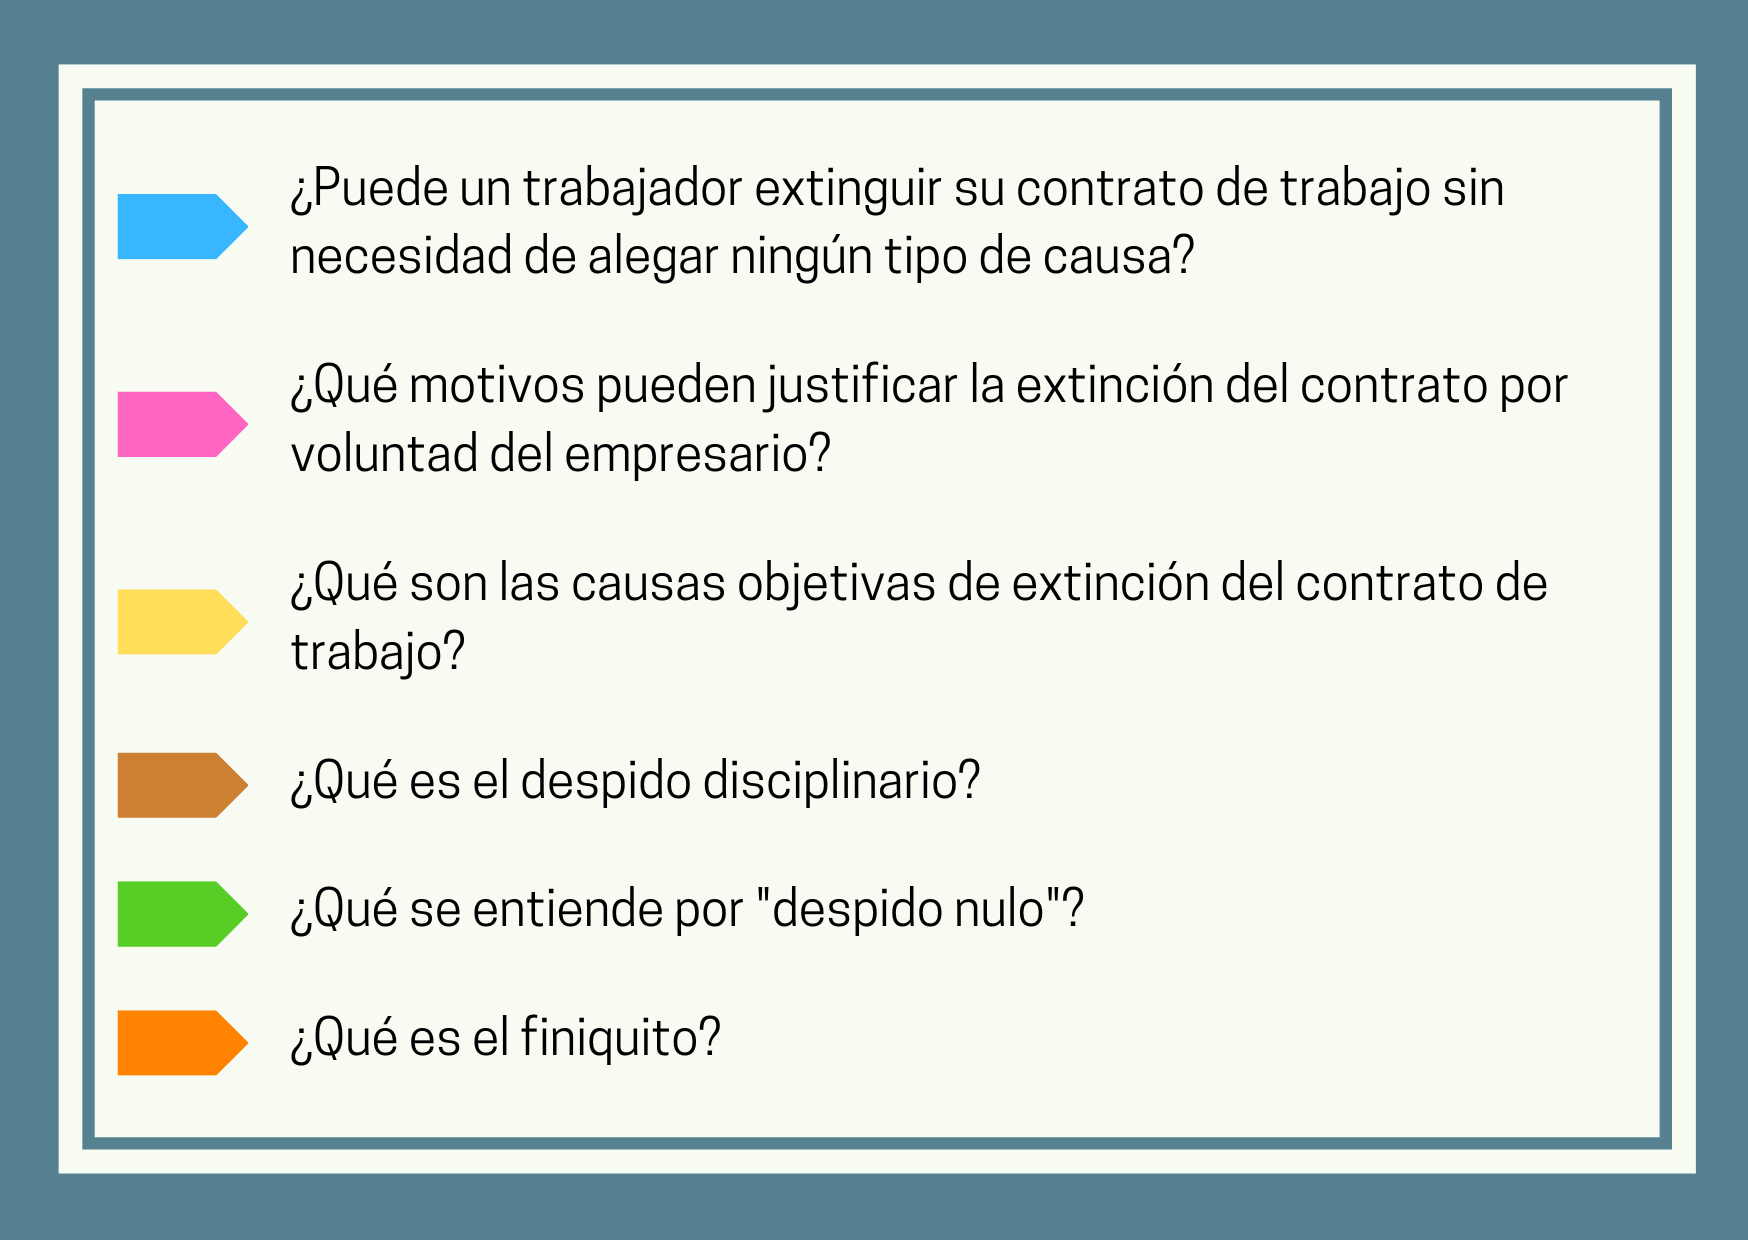 ¿Puede un trabajador extinguir su contrato de trabajo sin
necesidad de alegar ningún tipo de causa?
¿Qué motivos pueden justificar la extinción del contrato por
voluntad del empresario?
¿Qué son las causas objetivas de extinción del contrato de
trabajo?
¿Qué es el despido disciplinario?
¿Qué se entiende por "despido nulo"?
¿Qué es el finiquito?